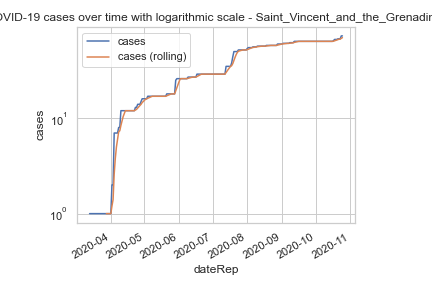 OVID-19 cases over time with logarithmic scale - Saint_Vincent_and_the_Grenadin
cases
cases (rolling)
cases
10¹
10⁰
2020-04
2020-05
2020-06
2020-07
2020-08
2020-09
2020-10
2020-11
dateRep